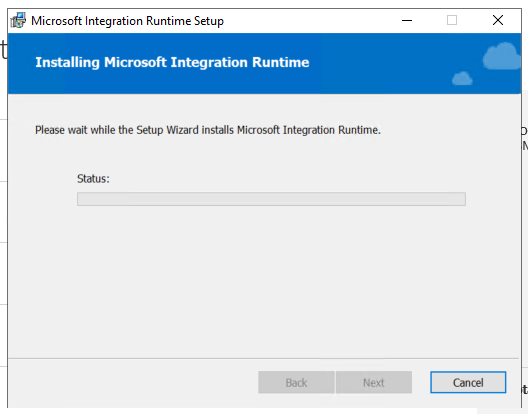 Microsoft Integration Runtime Setup
Installing Microsoft Integration Runtime
Please wait while the Setup Wizard installs Microsoft Integration Runtime.
Status:
Back
Next
Cancel